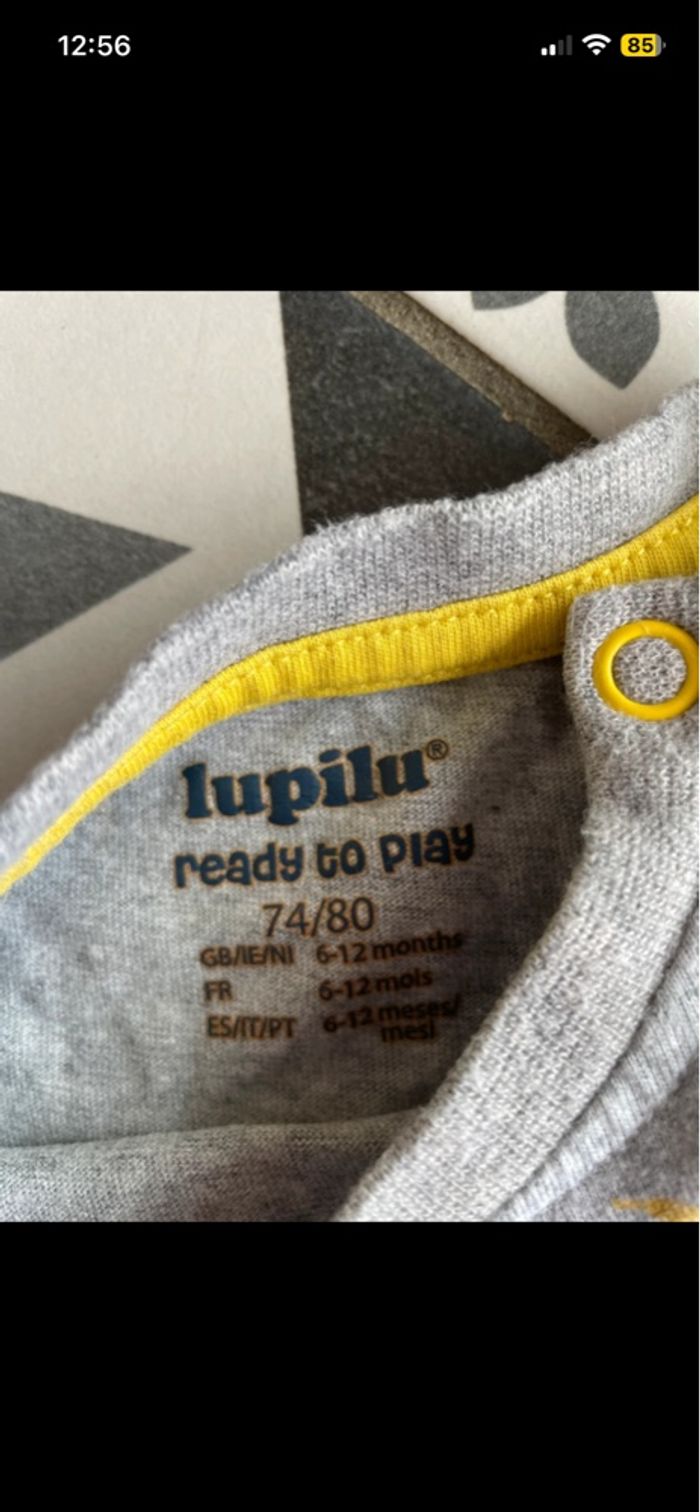 12:56
85
lupilu®
ready to play
74/80
GB/IE/NI 6-12 months
FR 6-12 mois
ES/IT/PT 6-12 meses/
mesi